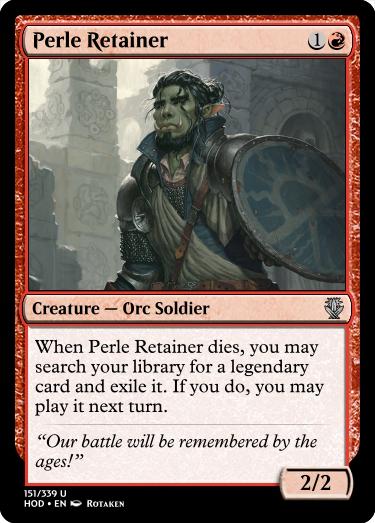 Perle Retainer 1
Creature — Orc Soldier
When Perle Retainer dies, you may
search your library for a legendary
card and exile it. If you do, you may
play it next turn.
“Our battle will be remembered by the
ages!”
2/2
151/339 U
HOD • EN Rotaken